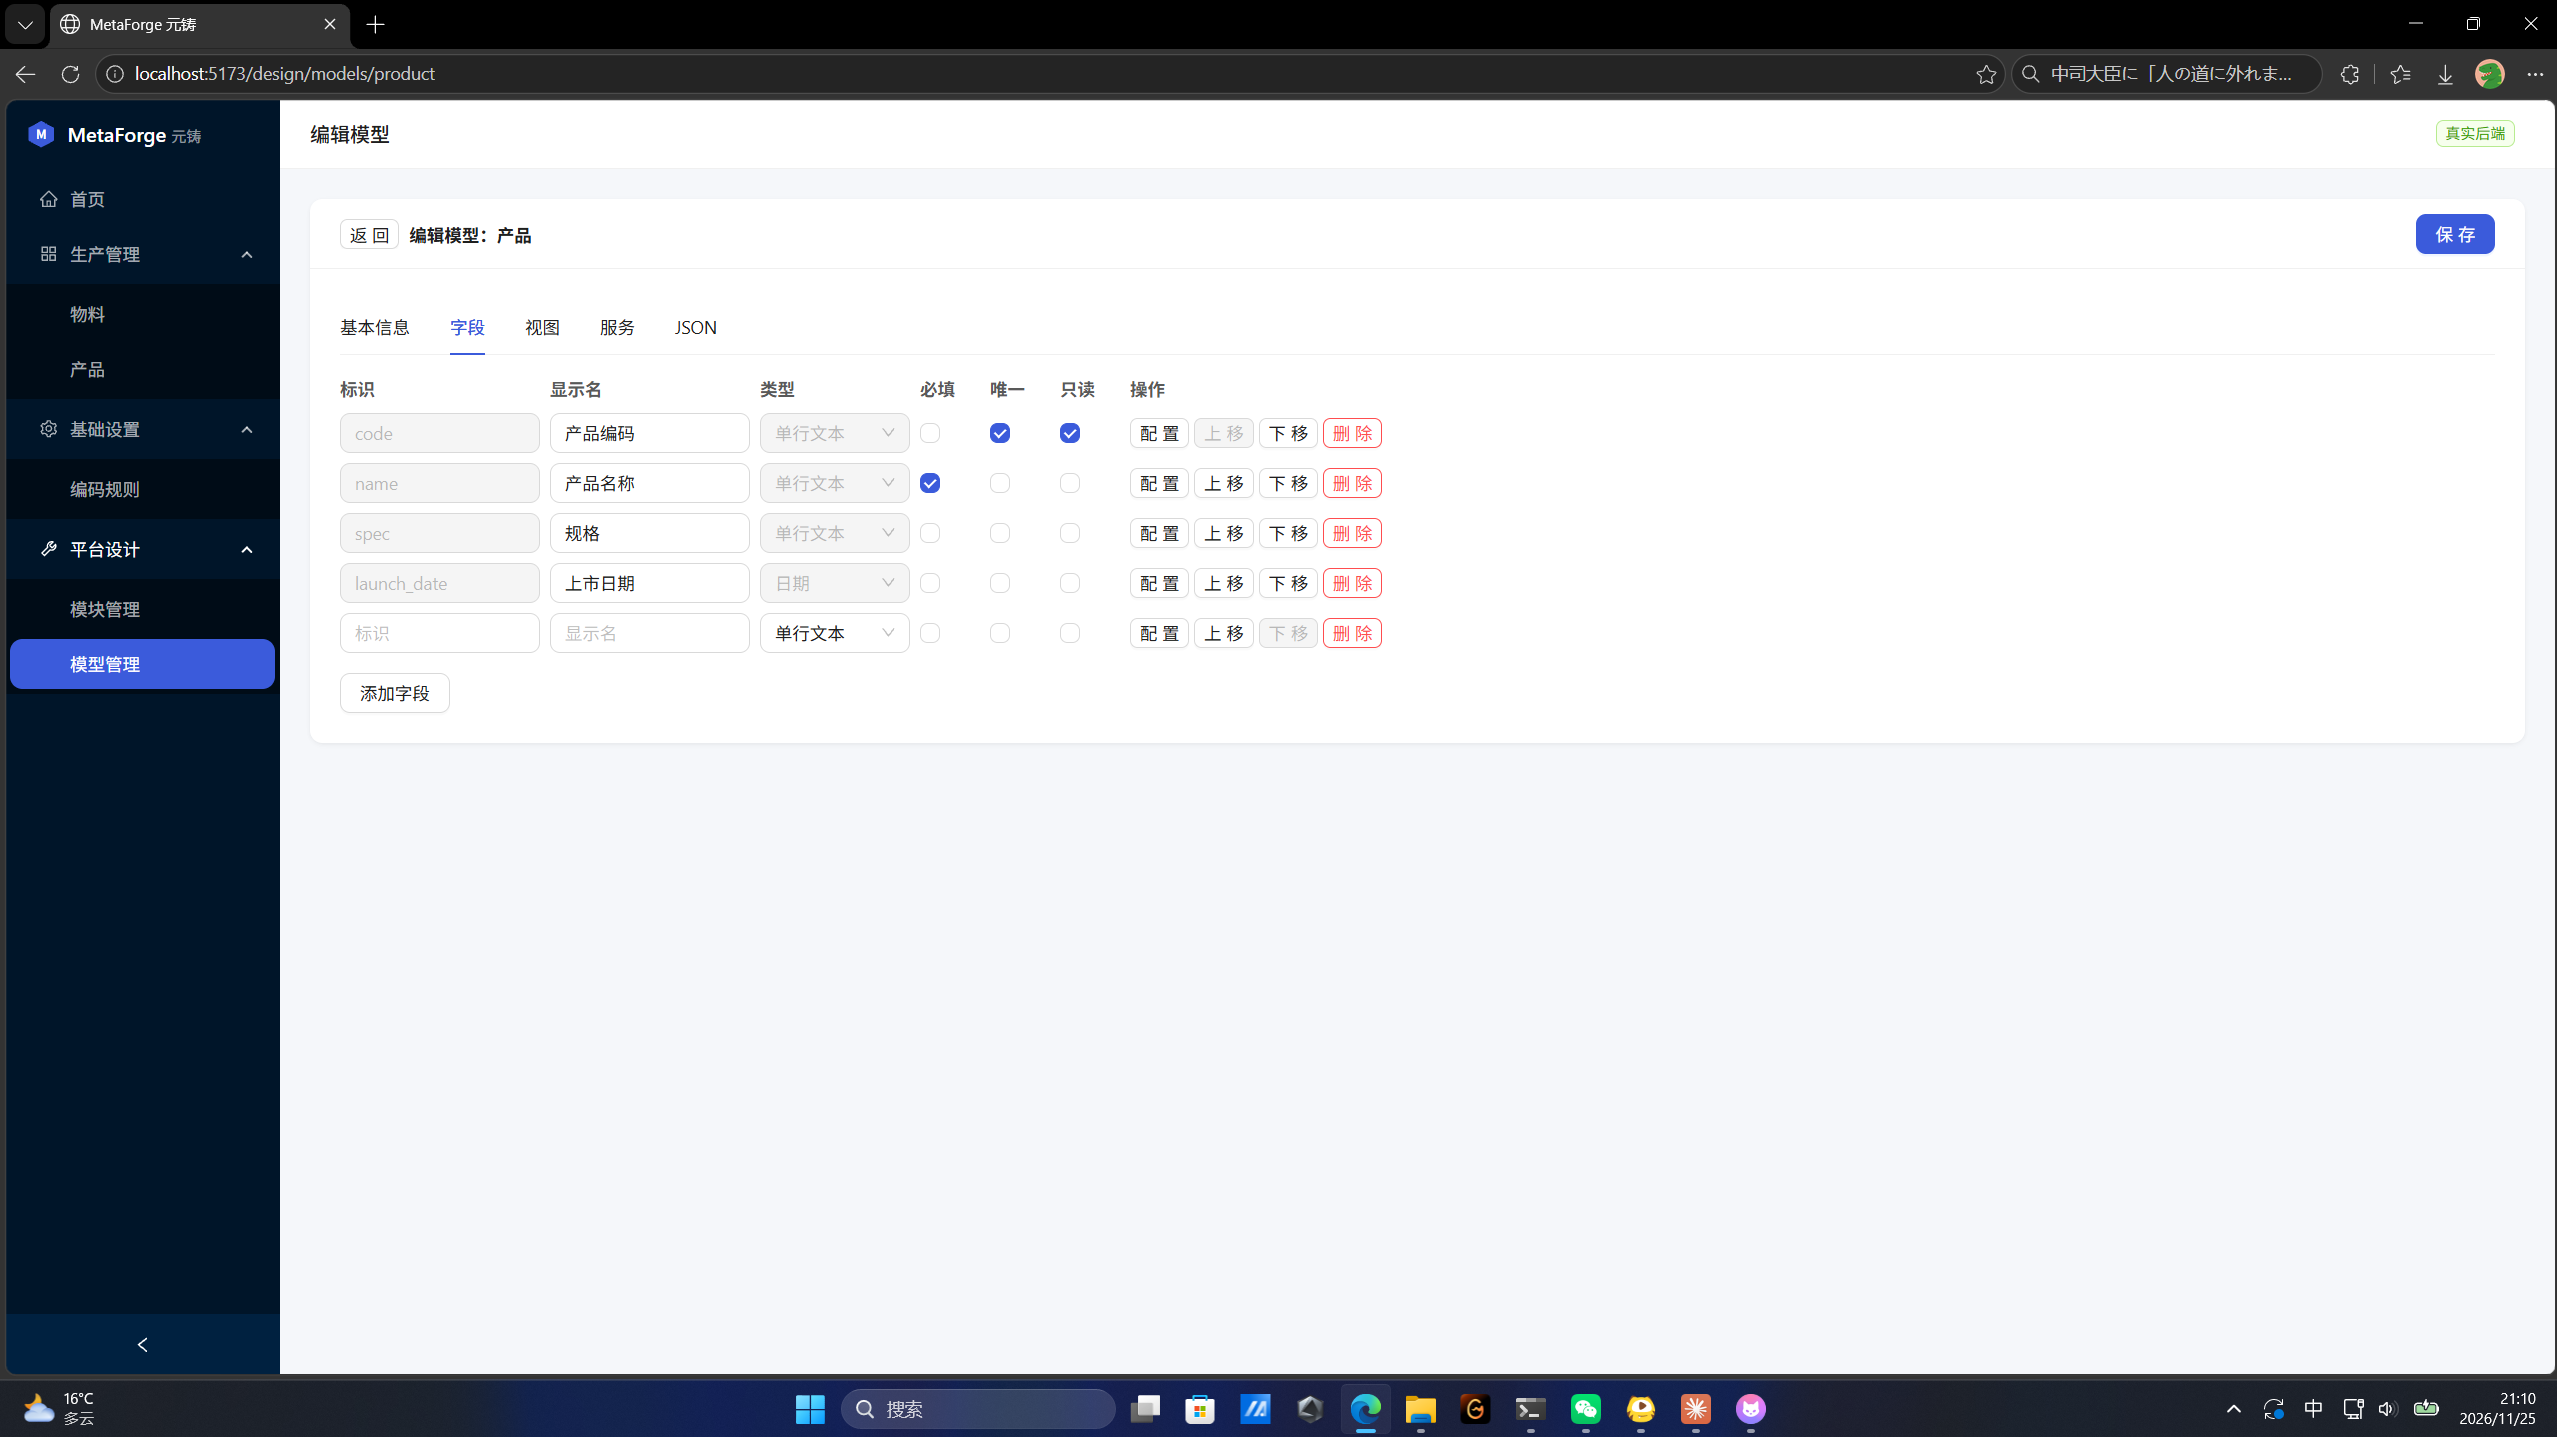 MetaForge 元铸
localhost:5173/design/models/product
中司大臣に「人の道に外れま...
M MetaForge 元铸
首页
生产管理
物料
产品
基础设置
编码规则
平台设计
模块管理
模型管理
编辑模型
真实后端
返 回 编辑模型：产品
保 存
基本信息 字段 视图 服务 JSON
标识 显示名 类型 必填 唯一 只读 操作
code 产品编码 单行文本 配 置 上 移 下 移 删 除
name 产品名称 单行文本 配 置 上 移 下 移 删 除
spec 规格 单行文本 配 置 上 移 下 移 删 除
launch_date 上市日期 日期 配 置 上 移 下 移 删 除
标识 显示名 单行文本 配 置 上 移 下 移 删 除
添加字段
16°C
多云
搜索
中
21:10
2026/11/25